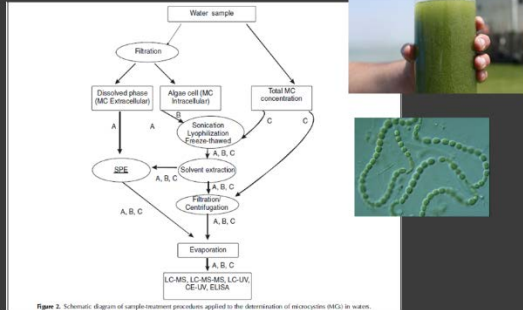 Water sample
Filtration
Dissolved phase
(MC Extracellular)
Algae cell (MC
Intracellular)
Total MC
concentration
A
A
B
C
C
Sonication
Lyophilization
Freeze-thawed
A, B, C
SPE
A, B, C
Solvent extraction
A, B, C
Filtration/
Centrifugation
A, B, C
A, B, C
Evaporation
A, B, C
LC-MS, LC-MS-MS, LC-UV,
CE-UV, ELISA
Figure 2. Schematic diagram of sample-treatment procedures applied to the determination of microcystins (MCs) in waters.